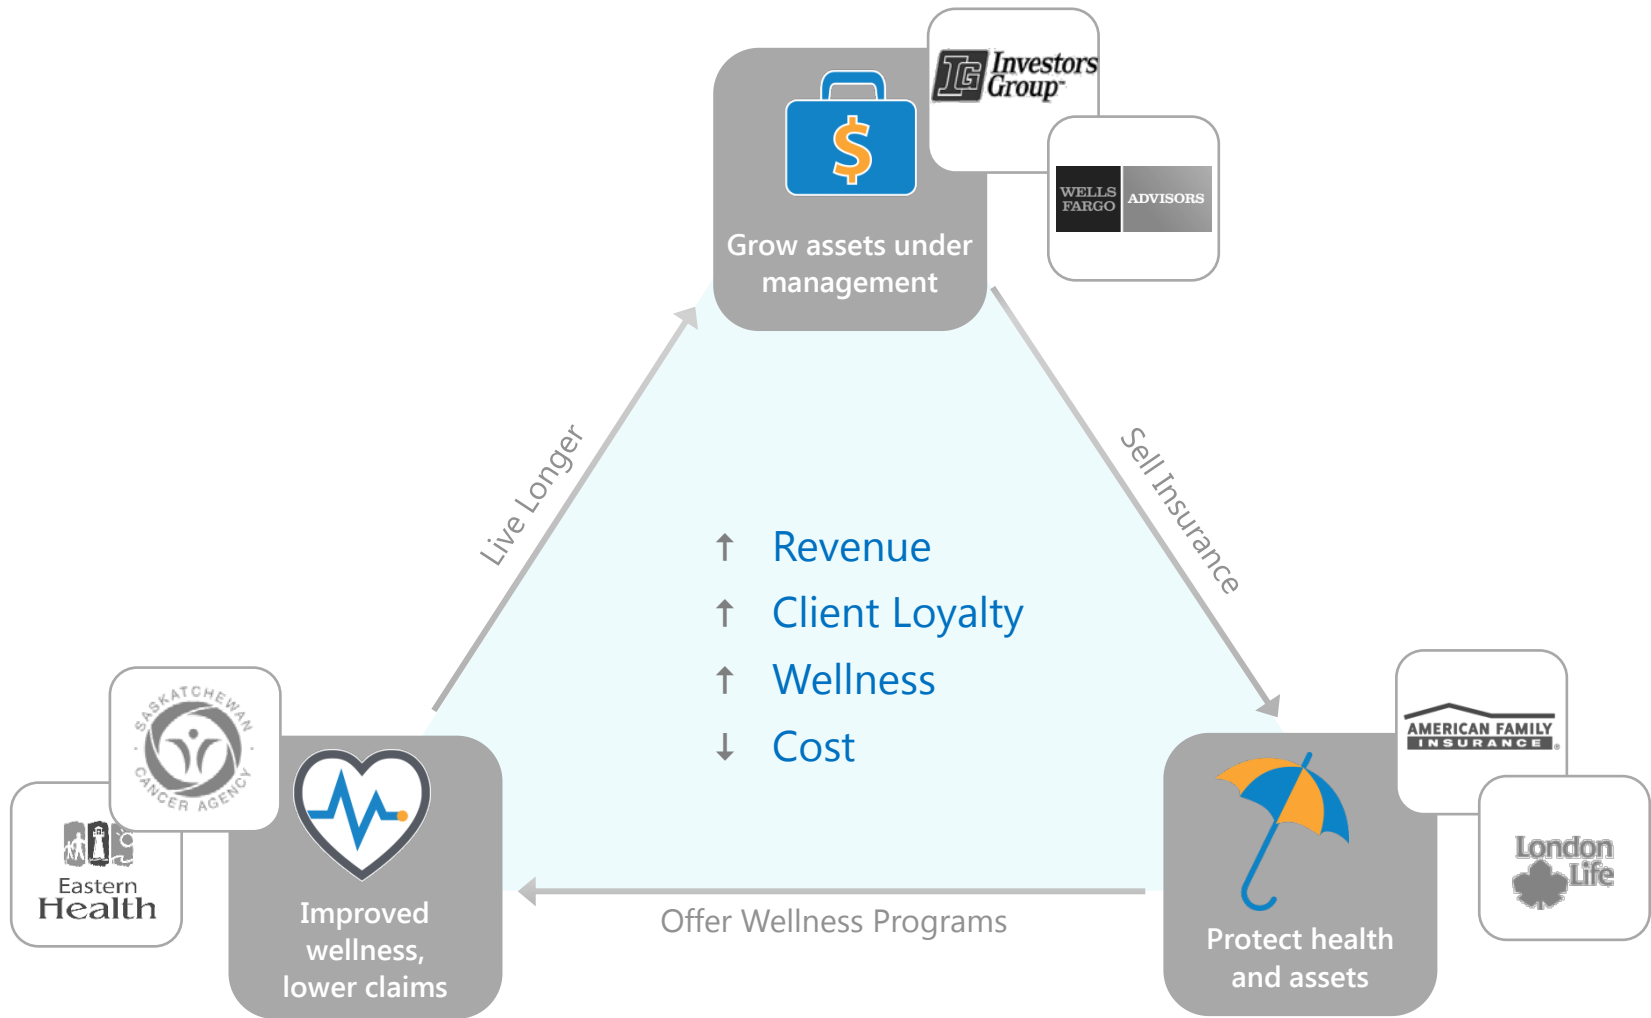 IG Investors
Group™
WELLS
FARGO
ADVISORS
$
Grow assets under
management
Live Longer
Sell Insurance
↑ Revenue
↑ Client Loyalty
↑ Wellness
↓ Cost
SASKATCHEWAN
CANCER AGENCY
Eastern
Health
Improved
wellness,
lower claims
Offer Wellness Programs
AMERICAN FAMILY
INSURANCE®
London
Life
Protect health
and assets